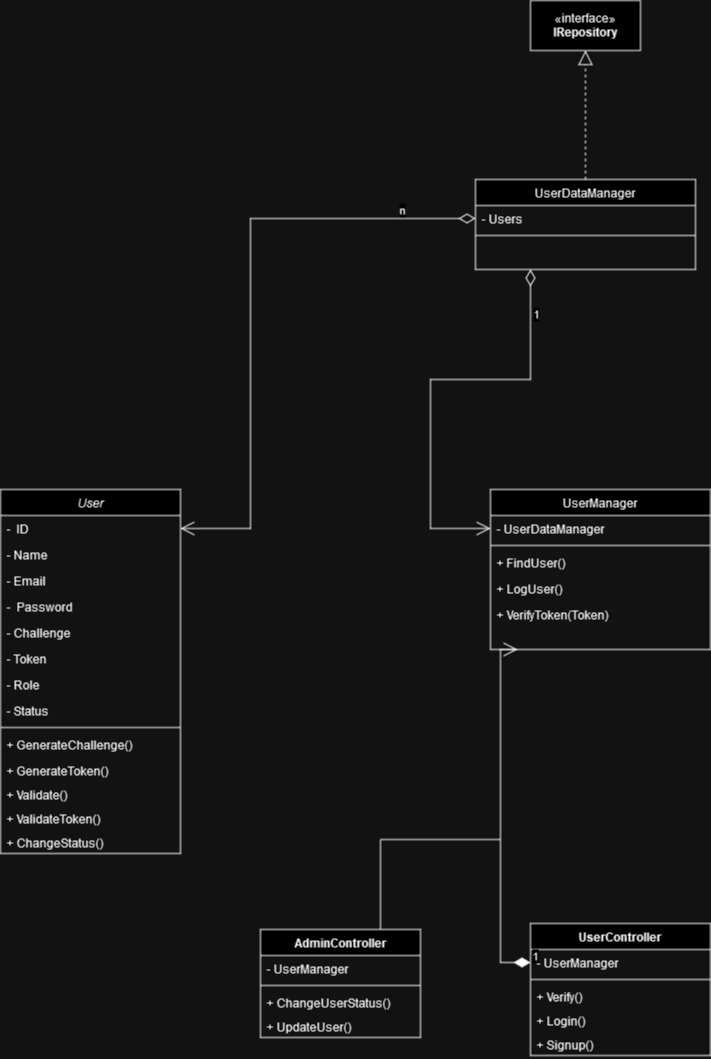 «interface»
IRepository
UserDataManager
- Users
n
1
User
- ID
- Name
- Email
- Password
- Challenge
- Token
- Role
- Status
+ GenerateChallenge()
+ GenerateToken()
+ Validate()
+ ValidateToken()
+ ChangeStatus()
UserManager
- UserDataManager
+ FindUser()
+ LogUser()
+ VerifyToken(Token)
AdminController
- UserManager
+ ChangeUserStatus()
+ UpdateUser()
UserController
1
- UserManager
+ Verify()
+ Login()
+ Signup()